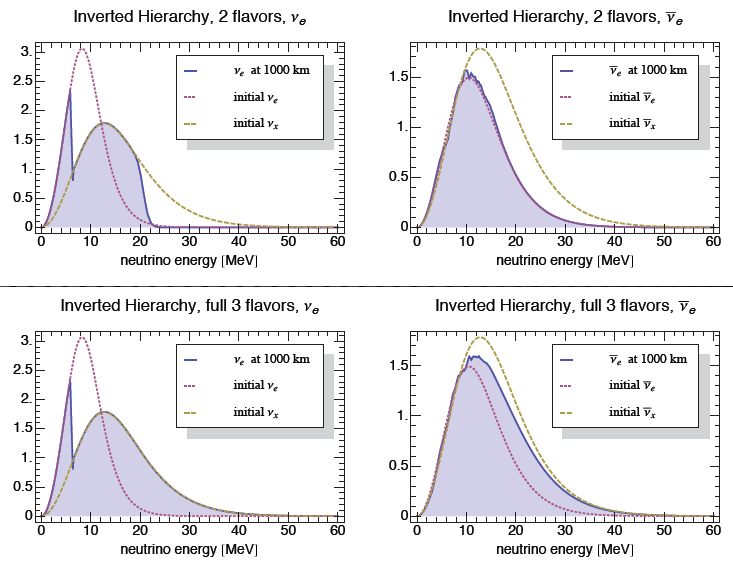 Inverted Hierarchy, 2 flavors, νe
3.
2.5
2.
1.5
1.
0.5
0
0 10 20 30 40 50 60
neutrino energy [MeV]
νe at 1000 km
initial νe
initial νx
Inverted Hierarchy, 2 flavors, ν̅e
1.5
1.
0.5
0
0 10 20 30 40 50 60
neutrino energy [MeV]
ν̅e at 1000 km
initial ν̅e
initial ν̅x
Inverted Hierarchy, full 3 flavors, νe
3.
2.5
2.
1.5
1.
0.5
0
0 10 20 30 40 50 60
neutrino energy [MeV]
νe at 1000 km
initial νe
initial νx
Inverted Hierarchy, full 3 flavors, ν̅e
1.5
1.
0.5
0
0 10 20 30 40 50 60
neutrino energy [MeV]
ν̅e at 1000 km
initial ν̅e
initial ν̅x